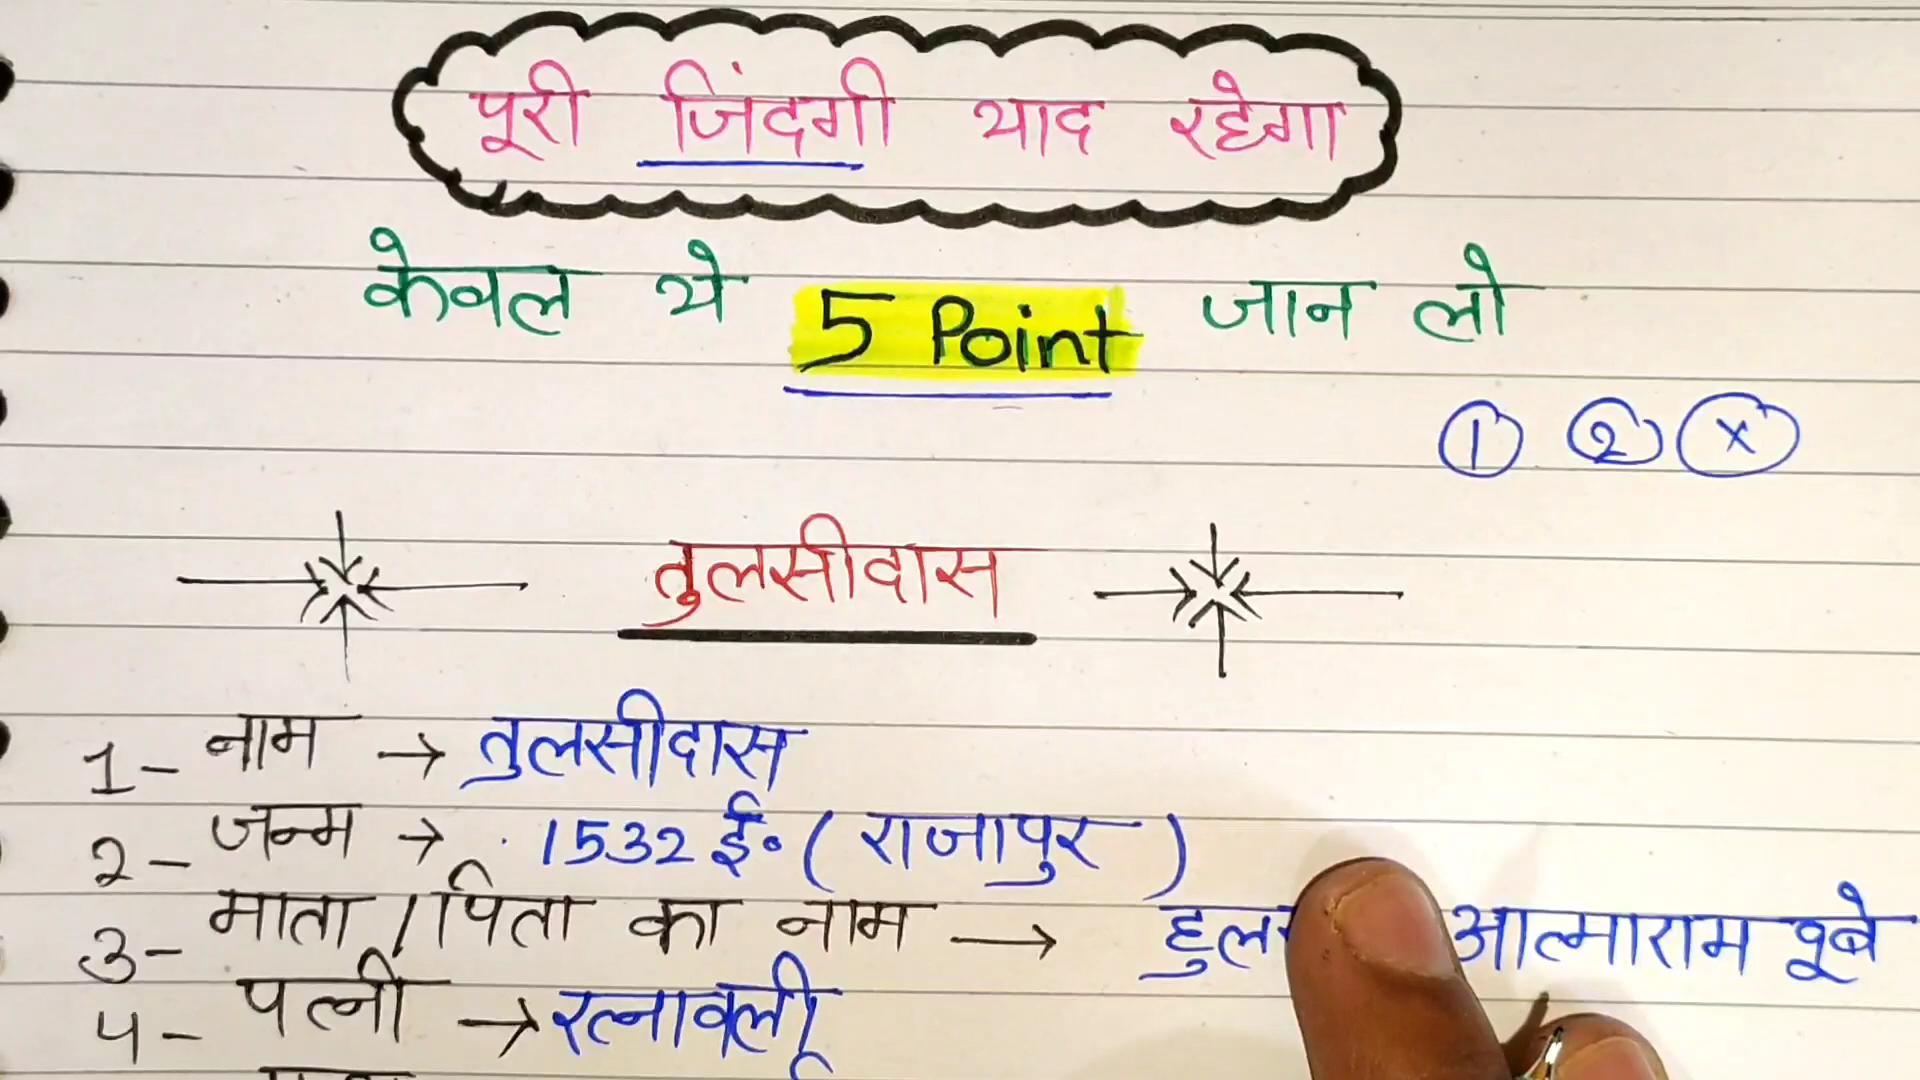 पूरी जिंदगी याद रहेगा
केवल ये 5 Point जान लो
1 2 x
तुलसीदास
1- नाम → तुलसीदास
2- जन्म → 1532 ई॰ ( राजापुर )
3- माता / पिता का नाम → आत्माराम दूबे
4- पत्नी → रत्नावली